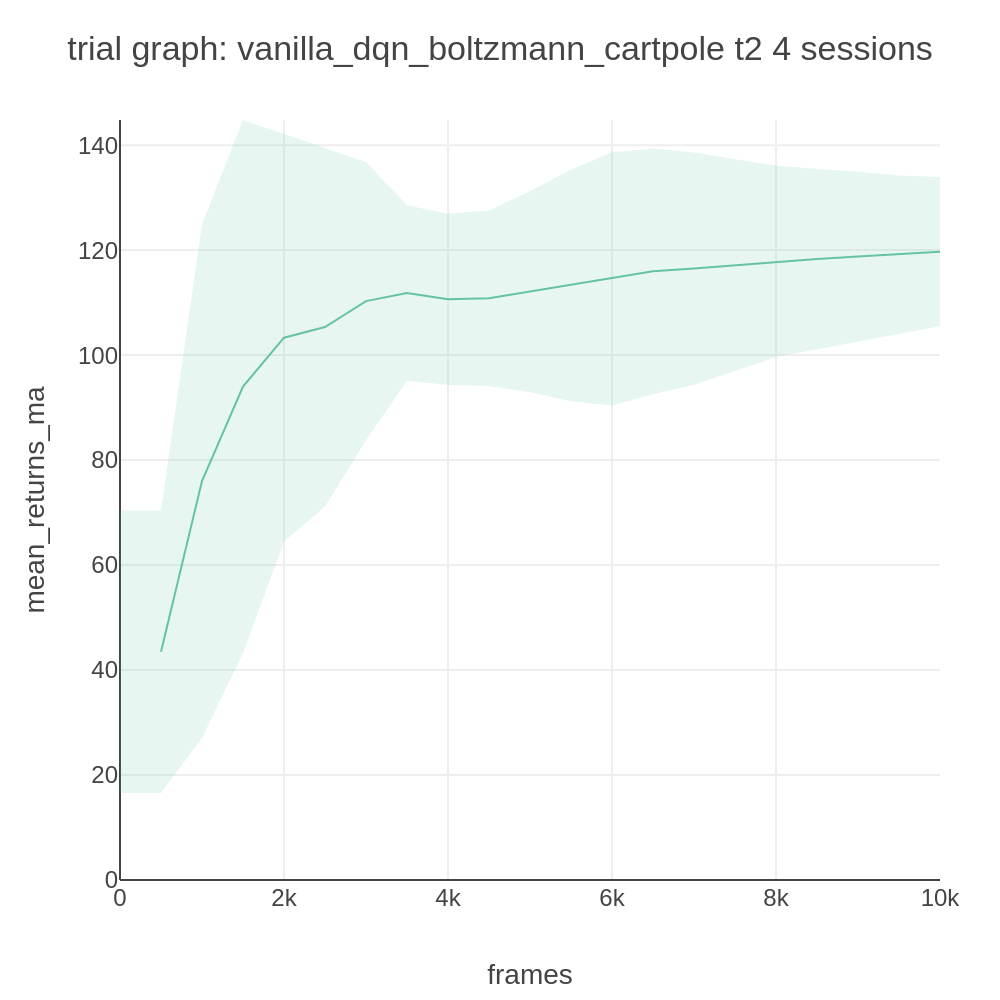 trial graph: vanilla_dqn_boltzmann_cartpole t2 4 sessions
mean_returns_ma
140
120
100
80
60
40
20
0
0 2k 4k 6k 8k 10k
frames